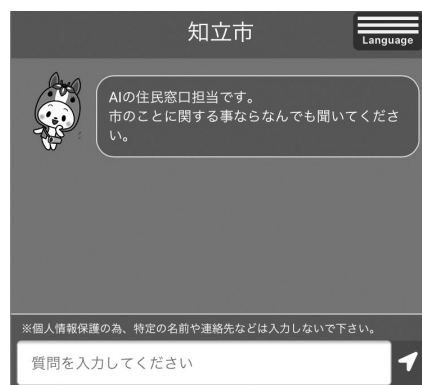 知立市
Language
AIの住民窓口担当です。
市のことに関する事ならなんでも聞いてくださ
い。
※個人情報保護の為、特定の名前や連絡先などは入力しないで下さい。
質問を入力してください